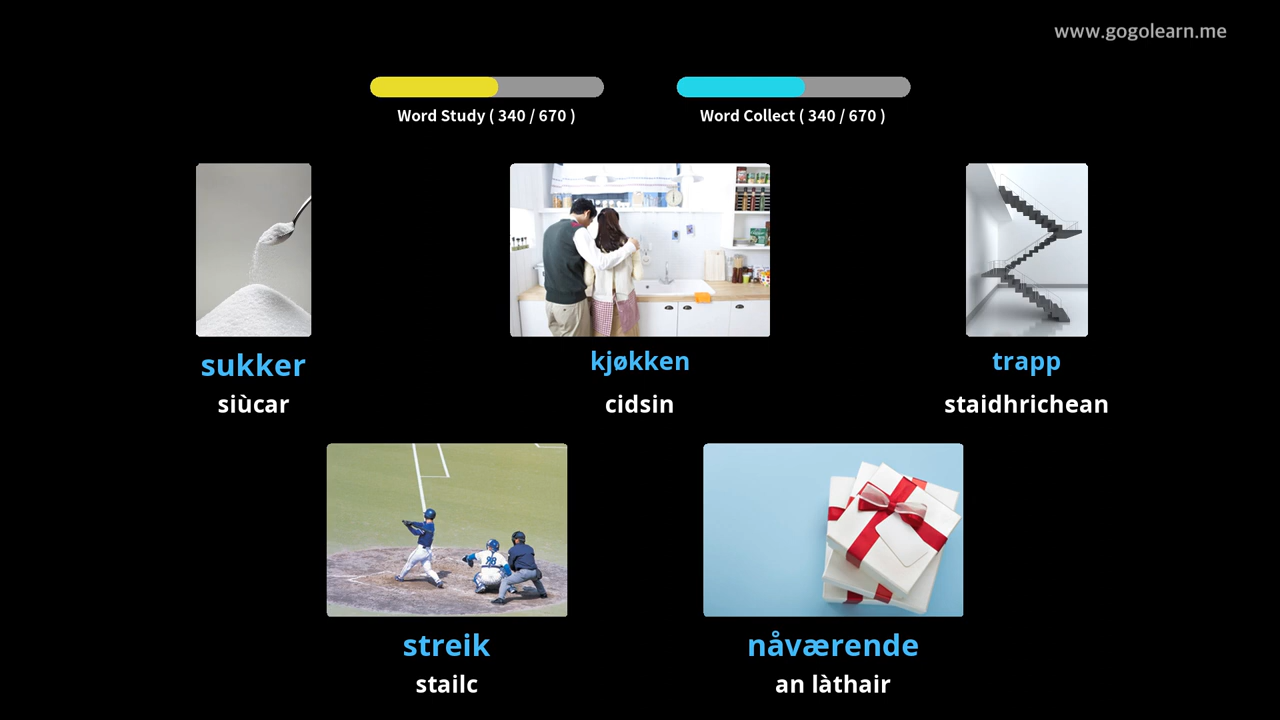 www.gogolearn.me
Word Study ( 340 / 670 )
Word Collect ( 340 / 670 )
sukker
siùcar
kjøkken
cidsin
trapp
staidhrichean
streik
stailc
nåværende
an làthair